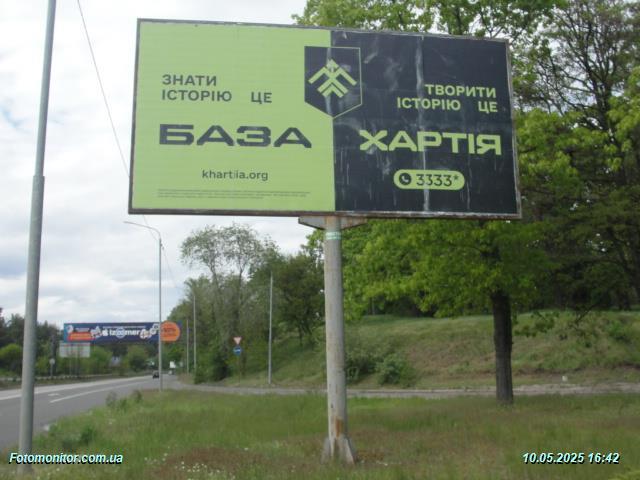 ЗНАТИ
ІСТОРІЮ ЦЕ
БАЗА
khartiia.org
ТВОРИТИ
ІСТОРІЮ ЦЕ
ХАРТІЯ
3333*
izoomer
Fotomonitor.com.ua
10.05.2025 16:42